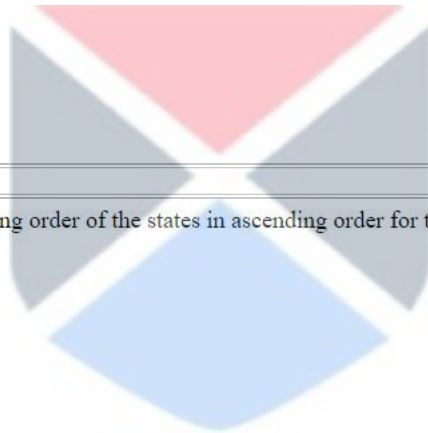 ng order of the states in ascending order for t